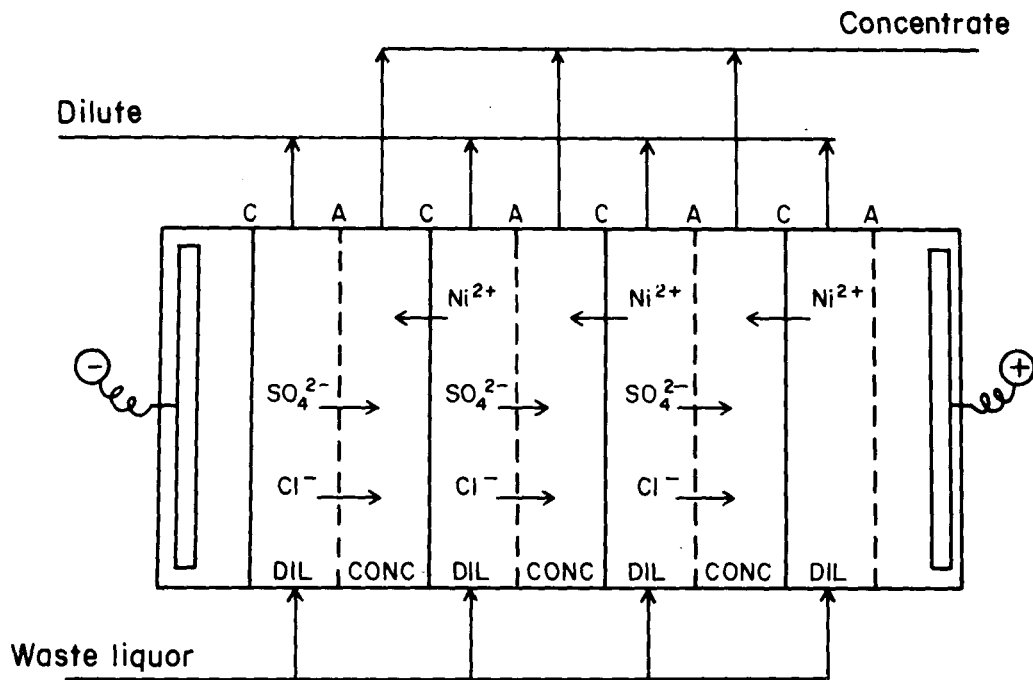 Concentrate
Dilute
C A C A C A C A
Ni²⁺ Ni²⁺ Ni²⁺
− +
SO₄²⁻ SO₄²⁻ SO₄²⁻
Cl⁻ Cl⁻ Cl⁻
DIL CONC DIL CONC DIL CONC DIL
Waste liquor